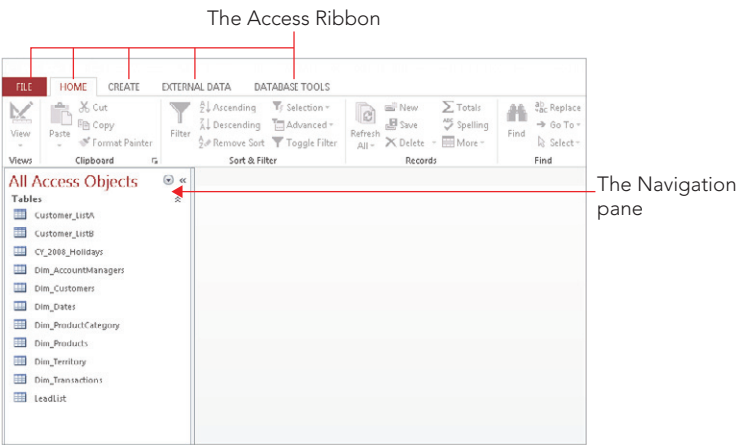 The Access Ribbon
FILE HOME CREATE EXTERNAL DATA DATABASE TOOLS
View
Paste
Cut
Copy
Format Painter
Filter
Ascending
Descending
Remove Sort
Selection
Advanced
Toggle Filter
Refresh All
New
Save
Delete
Totals
Spelling
More
Find
Replace
Go To
Select
Views Clipboard Sort & Filter Records Find
All Access Objects
The Navigation
pane
Tables
Customer_ListA
Customer_ListB
CY_2008_Holidays
Dim_AccountManagers
Dim_Customers
Dim_Dates
Dim_ProductCategory
Dim_Products
Dim_Territory
Dim_Transactions
LeadList